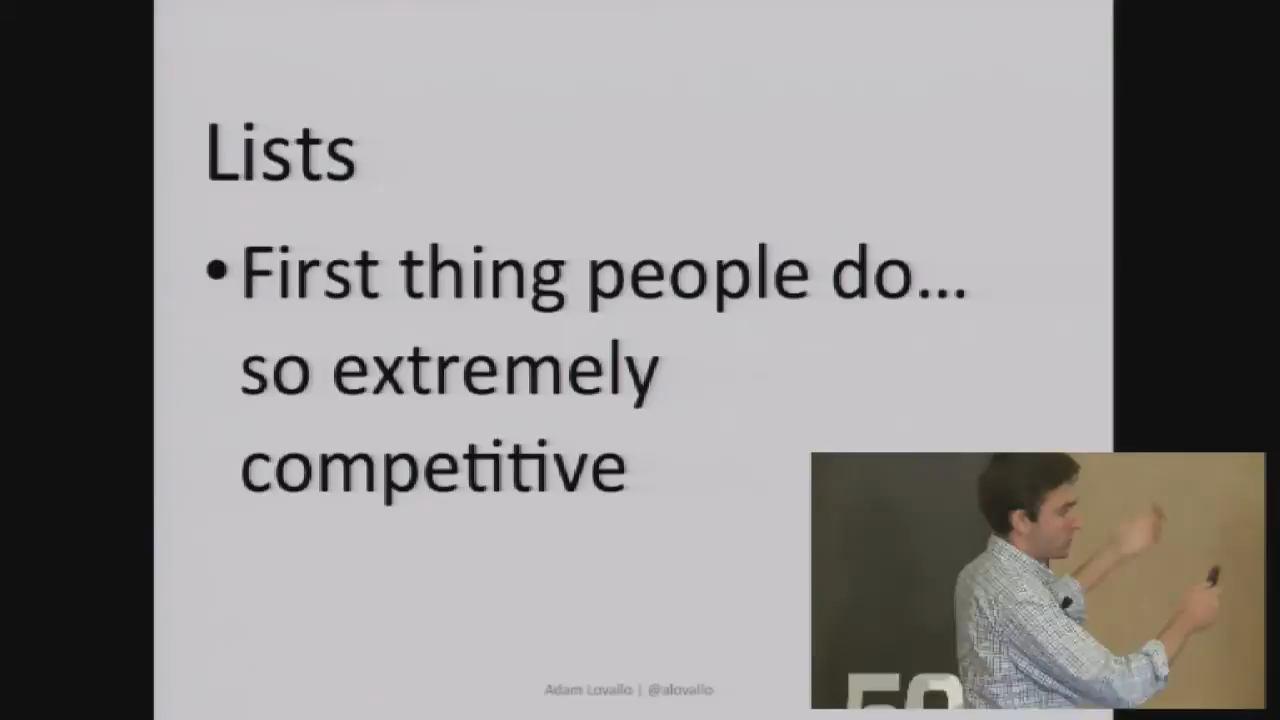 Lists
•First thing people do...
so extremely
competitive
Adam Lovallo | @alovallo